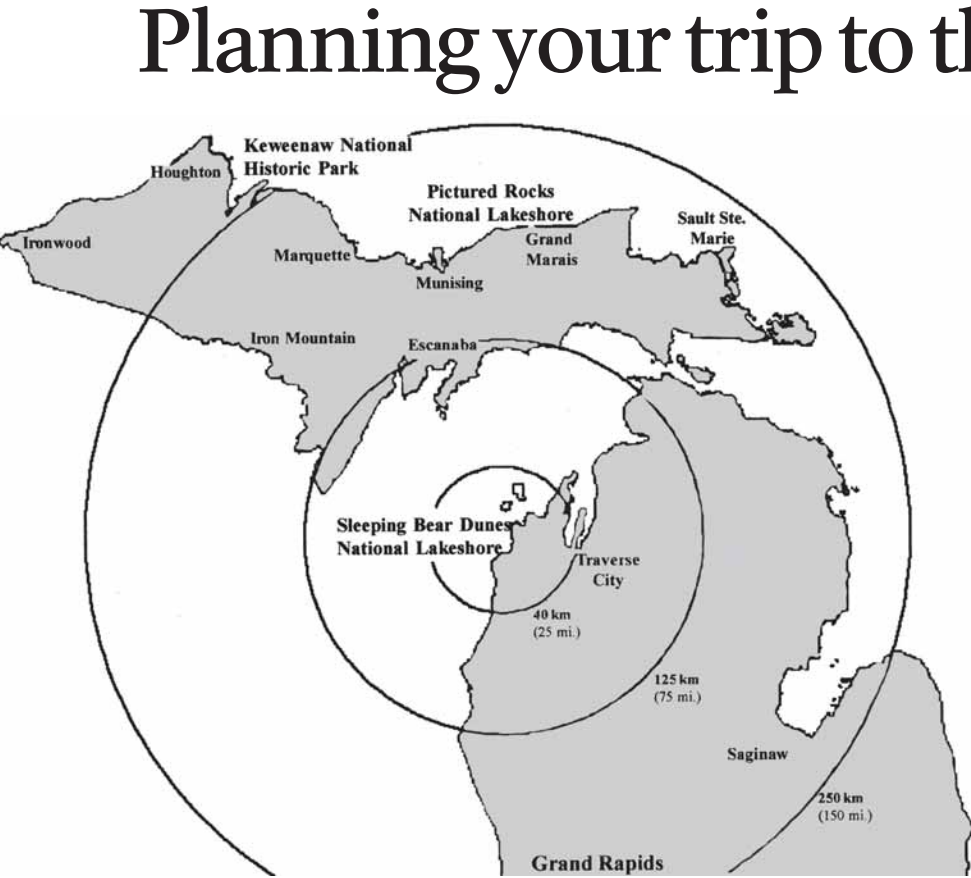 Planning your trip to th
Keweenaw National
Historic Park
Houghton
Pictured Rocks
National Lakeshore
Sault Ste.
Marie
Ironwood
Grand
Marais
Marquette
Munising
Iron Mountain
Escanaba
Sleeping Bear Dunes
National Lakeshore
Traverse
City
40 km
(25 mi.)
125 km
(75 mi.)
Saginaw
250 km
(150 mi.)
Grand Rapids